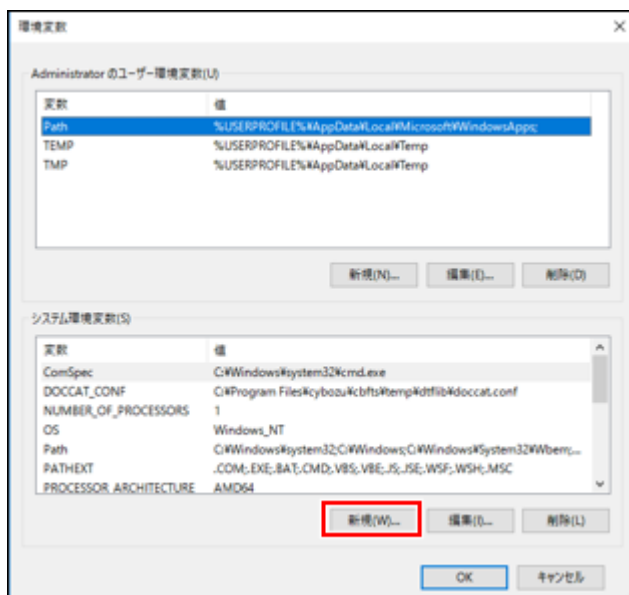 環境変数
Administrator のユーザー環境変数(U)
変数 値
Path %USERPROFILE%¥AppData¥Local¥Microsoft¥WindowsApps;
TEMP %USERPROFILE%¥AppData¥Local¥Temp
TMP %USERPROFILE%¥AppData¥Local¥Temp
新規(N)... 編集(E)... 削除(D)
システム環境変数(S)
変数 値
ComSpec C:¥Windows¥system32¥cmd.exe
DOCCAT_CONF C:¥Program Files¥cybozu¥cbfts¥temp¥dtflib¥doccat.conf
NUMBER_OF_PROCESSORS 1
OS Windows_NT
Path C:¥Windows¥system32;C:¥Windows;C:¥Windows¥System32¥Wbem;...
PATHEXT .COM;.EXE;.BAT;.CMD;.VBS;.VBE;.JS;.JSE;.WSF;.WSH;.MSC
PROCESSOR_ARCHITECTURE AMD64
新規(W)... 編集(I)... 削除(L)
OK キャンセル